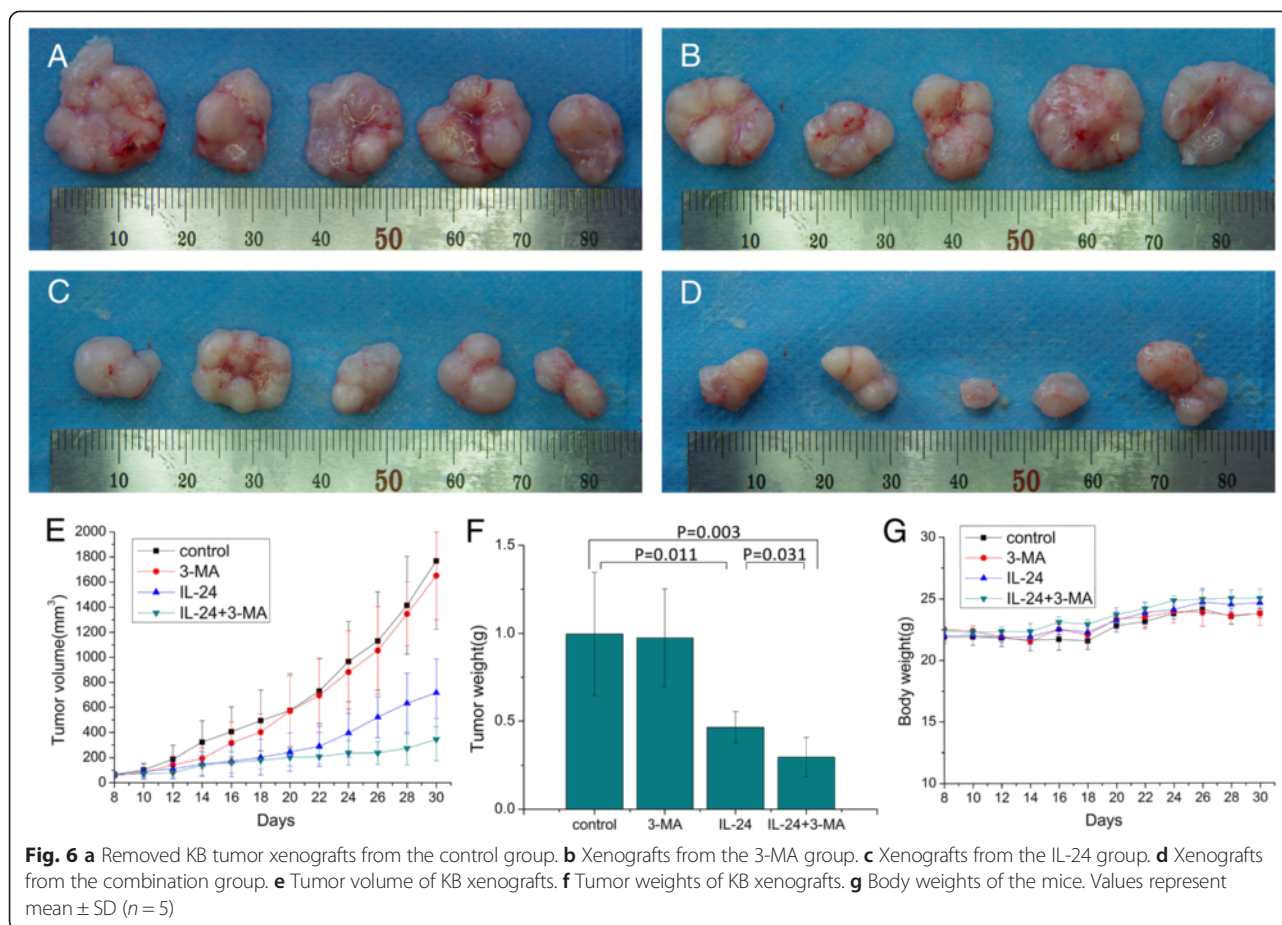 A
B
10 20 30 40 50 60 70 80
10 20 30 40 50 60 70 80
C
D
10 20 30 40 50 60 70 80
10 20 30 40 50 60 70 80
E
2000
1800
1600
1400
1200
1000
800
600
400
200
0
Tumor volume(mm³)
control
3-MA
IL-24
IL-24+3-MA
8 10 12 14 16 18 20 22 24 26 28 30
Days
F
P=0.003
P=0.011
P=0.031
1.5
1.0
0.5
0.0
Tumor weight(g)
control 3-MA IL-24 IL-24+3-MA
G
30
25
20
15
10
Body weight(g)
control
3-MA
IL-24
IL-24+3-MA
8 10 12 14 16 18 20 22 24 26 28 30
Days
Fig. 6 a Removed KB tumor xenografts from the control group. b Xenografts from the 3-MA group. c Xenografts from the IL-24 group. d Xenografts
from the combination group. e Tumor volume of KB xenografts. f Tumor weights of KB xenografts. g Body weights of the mice. Values represent
mean ± SD (n = 5)